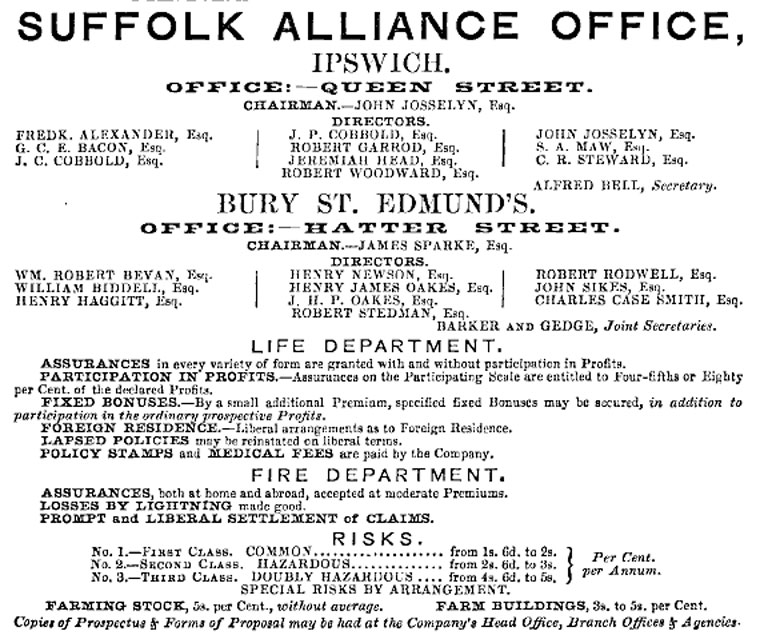 SUFFOLK ALLIANCE OFFICE,
IPSWICH.
OFFICE:—QUEEN STREET.
CHAIRMAN.—JOHN JOSSELYN, Esq.
DIRECTORS.
FREDK. ALEXANDER, Esq. | J. P. COBBOLD, Esq. | JOHN JOSSELYN, Esq.
G. C. E. BACON, Esq. | ROBERT GARROD, Esq. | S. A. MAW, Esq.
J. C. COBBOLD, Esq. | JEREMIAH HEAD, Esq. | C. R. STEWARD, Esq.
ROBERT WOODWARD, Esq.
ALFRED BELL, Secretary.
BURY ST. EDMUND'S.
OFFICE:—HATTER STREET.
CHAIRMAN.—JAMES SPARKE, Esq.
DIRECTORS.
WM. ROBERT BEVAN, Esq. | HENRY NEWSON, Esq. | ROBERT RODWELL, Esq.
WILLIAM BIDDELL, Esq. | HENRY JAMES OAKES, Esq. | JOHN SIKES, Esq.
HENRY HAGGITT, Esq. | J. H. P. OAKES, Esq. | CHARLES CASE SMITH, Esq.
ROBERT STEDMAN, Esq.
BARKER AND GEDGE, Joint Secretaries.
LIFE DEPARTMENT.
ASSURANCES in every variety of form are granted with and without participation in Profits.
PARTICIPATION IN PROFITS.—Assurances on the Participating Scale are entitled to Four-fifths or Eighty
per Cent. of the declared Profits.
FIXED BONUSES.—By a small additional Premium, specified fixed Bonuses may be secured, in addition to
participation in the ordinary prospective Profits.
FOREIGN RESIDENCE.—Liberal arrangements as to Foreign Residence.
LAPSED POLICIES may be reinstated on liberal terms.
POLICY STAMPS and MEDICAL FEES are paid by the Company.
FIRE DEPARTMENT.
ASSURANCES, both at home and abroad, accepted at moderate Premiums.
LOSSES BY LIGHTNING made good.
PROMPT and LIBERAL SETTLEMENT of CLAIMS.
RISKS.
No. 1.—FIRST CLASS. COMMON.................... from 1s. 6d. to 2s.
No. 2.—SECOND CLASS. HAZARDOUS.............. from 2s. 6d. to 3s. } Per Cent.
No. 3.—THIRD CLASS. DOUBLY HAZARDOUS .... from 4s. 6d. to 5s. } per Annum.
SPECIAL RISKS BY ARRANGEMENT.
FARMING STOCK, 5s. per Cent., without average. FARM BUILDINGS, 3s. to 5s. per Cent.
Copies of Prospectus & Forms of Proposal may be had at the Company's Head Office, Branch Offices & Agencies.